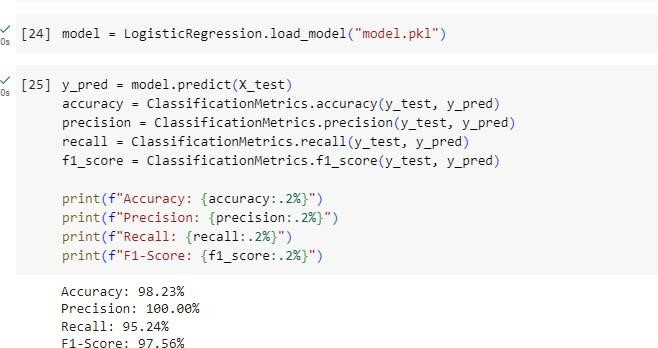 [24] model = LogisticRegression.load_model("model.pkl")
0s
[25] y_pred = model.predict(X_test)
0s
accuracy = ClassificationMetrics.accuracy(y_test, y_pred)
precision = ClassificationMetrics.precision(y_test, y_pred)
recall = ClassificationMetrics.recall(y_test, y_pred)
f1_score = ClassificationMetrics.f1_score(y_test, y_pred)
print(f"Accuracy: {accuracy:.2%}")
print(f"Precision: {precision:.2%}")
print(f"Recall: {recall:.2%}")
print(f"F1-Score: {f1_score:.2%}")
Accuracy: 98.23%
Precision: 100.00%
Recall: 95.24%
F1-Score: 97.56%